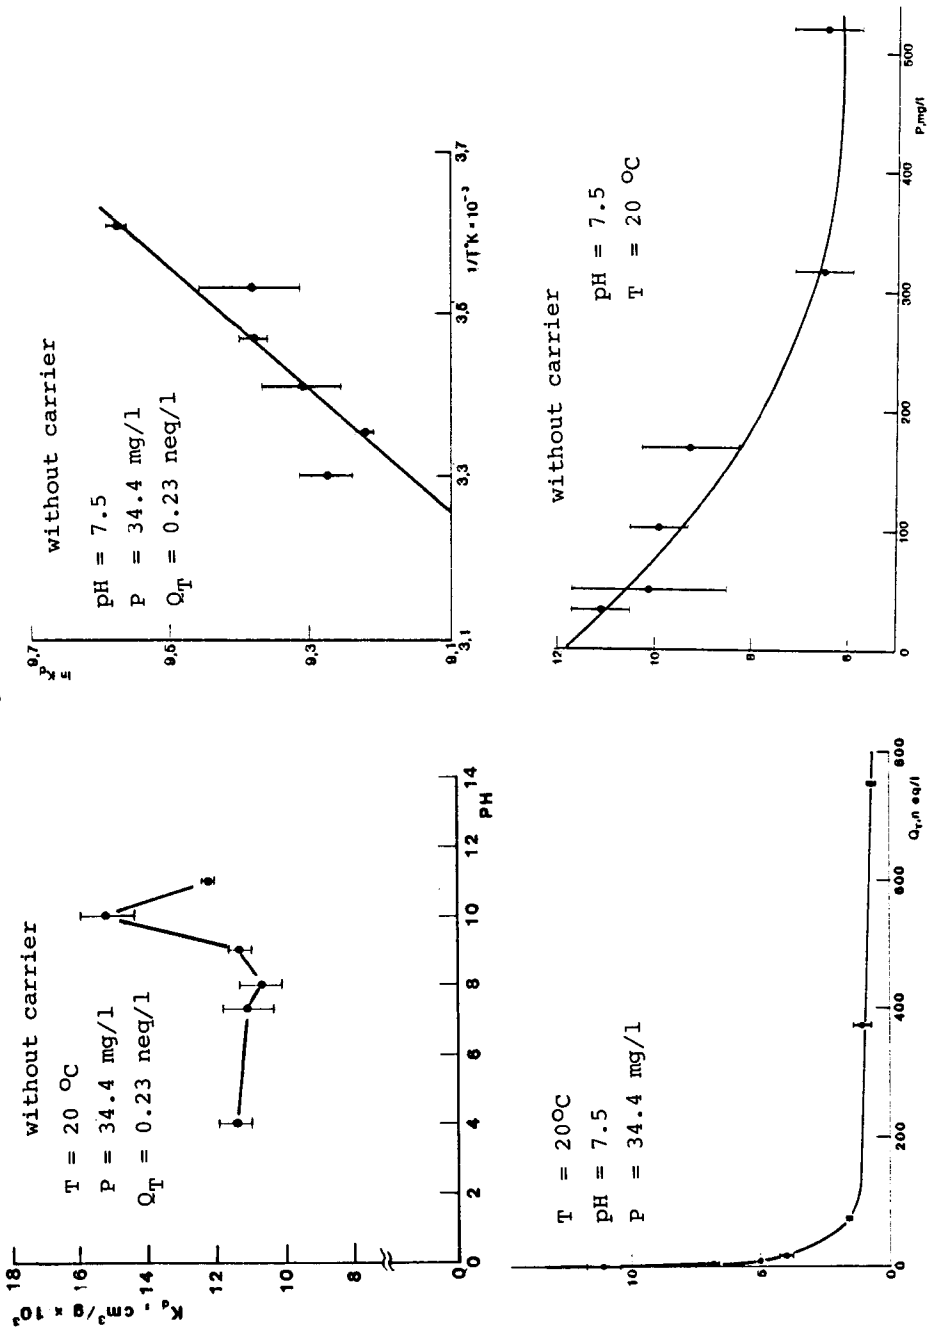 18
16
14
12
10
0
K_d = cm³/g x 10³
0 2 4 6 8 10 12 14
PH
without carrier
T = 20 °C
P = 34.4 mg/l
Q_T = 0.23 neq/l
ln K_d
9,7
9,5
9,3
9,1
3,1 3,3 3,5 3,7
1/T°K×10⁻³
without carrier
pH = 7.5
P = 34.4 mg/l
Q_T = 0.23 neq/l
10
5
0
0 200 400 600 800
Q_T,n eq/l
T = 20°C
pH = 7.5
P = 34.4 mg/l
12
10
8
6
0 100 200 300 400 500
P,mg/l
without carrier
pH = 7.5
T = 20 °C